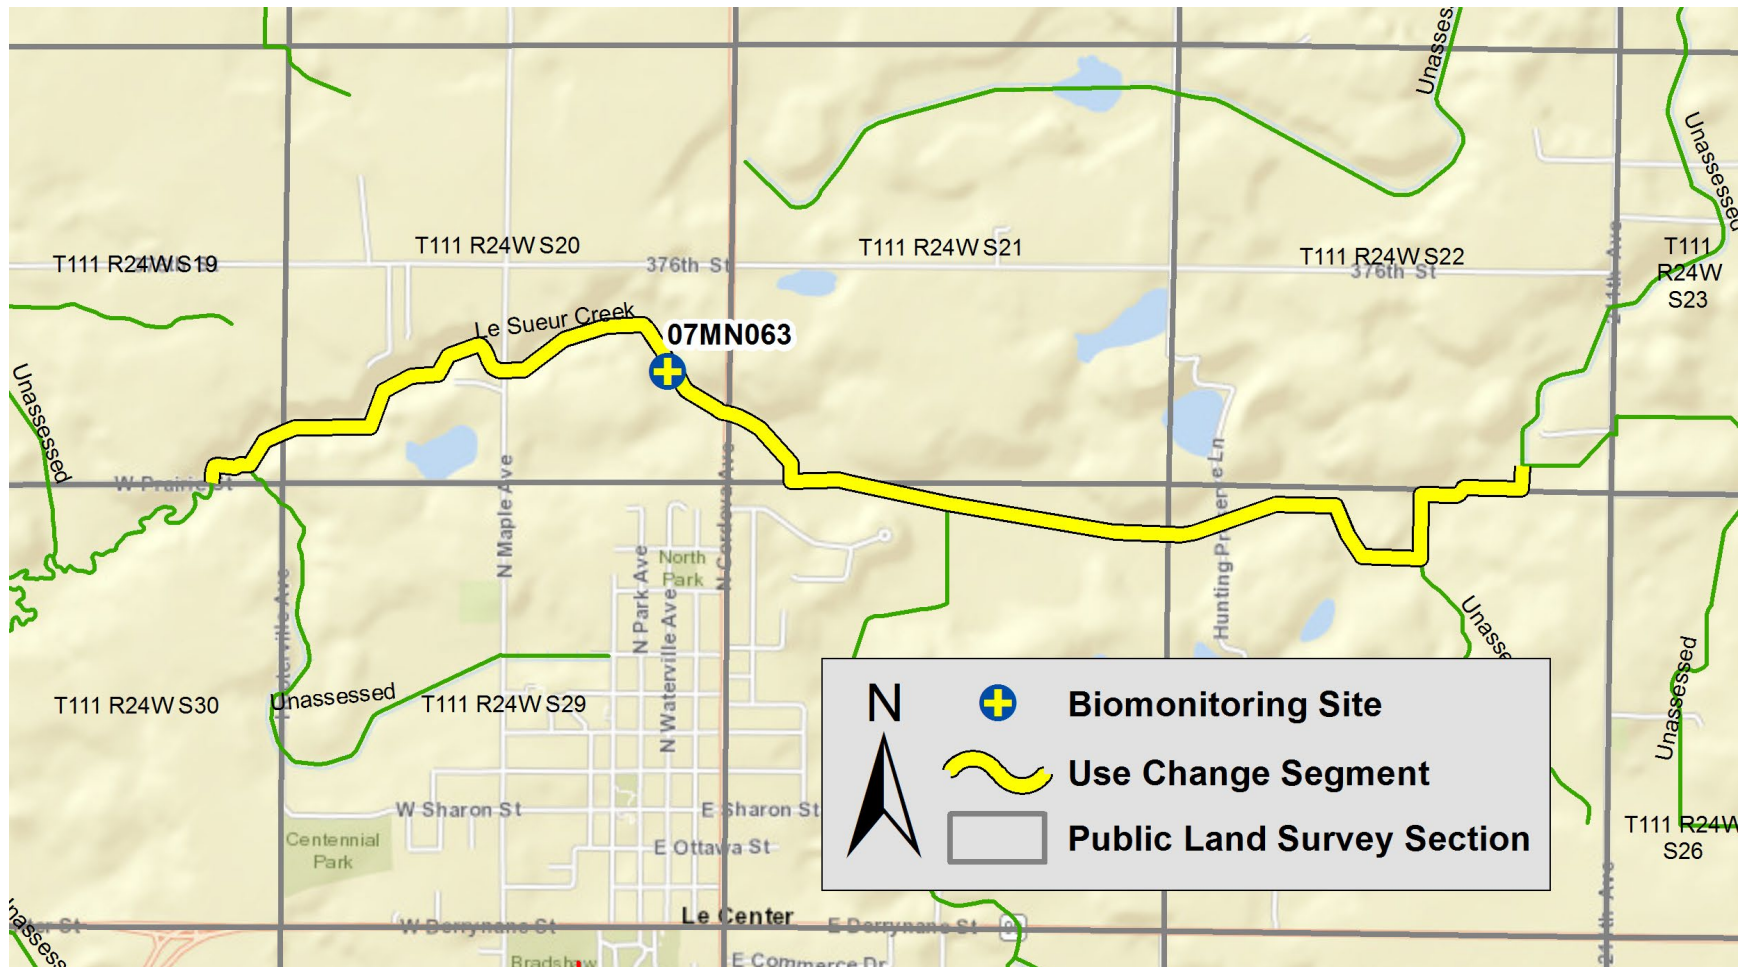 Unasses
Unassessed
T111 R24W S19
T111 R24W S20
376th St
T111 R24W S21
T111 R24W S22
376th St
T111
R24W
S23
Le Sueur Creek
07MN063
Unassessed
W Prairie St
N Maple Ave
N Cordova Ave
Hunting Preserve Ln
North
Park
N Park Ave
N Waterville Ave
Unasse
Unassessed
T111 R24W S30
Unassessed
T111 R24W S29
W Sharon St
E Sharon St
Centennial
Park
E Ottawa St
N
Biomonitoring Site
Use Change Segment
Public Land Survey Section
T111 R24W
S26
Le Center
W Derrynane St
E Derrynane St
E Commerce Dr
Bradshaw
nassess